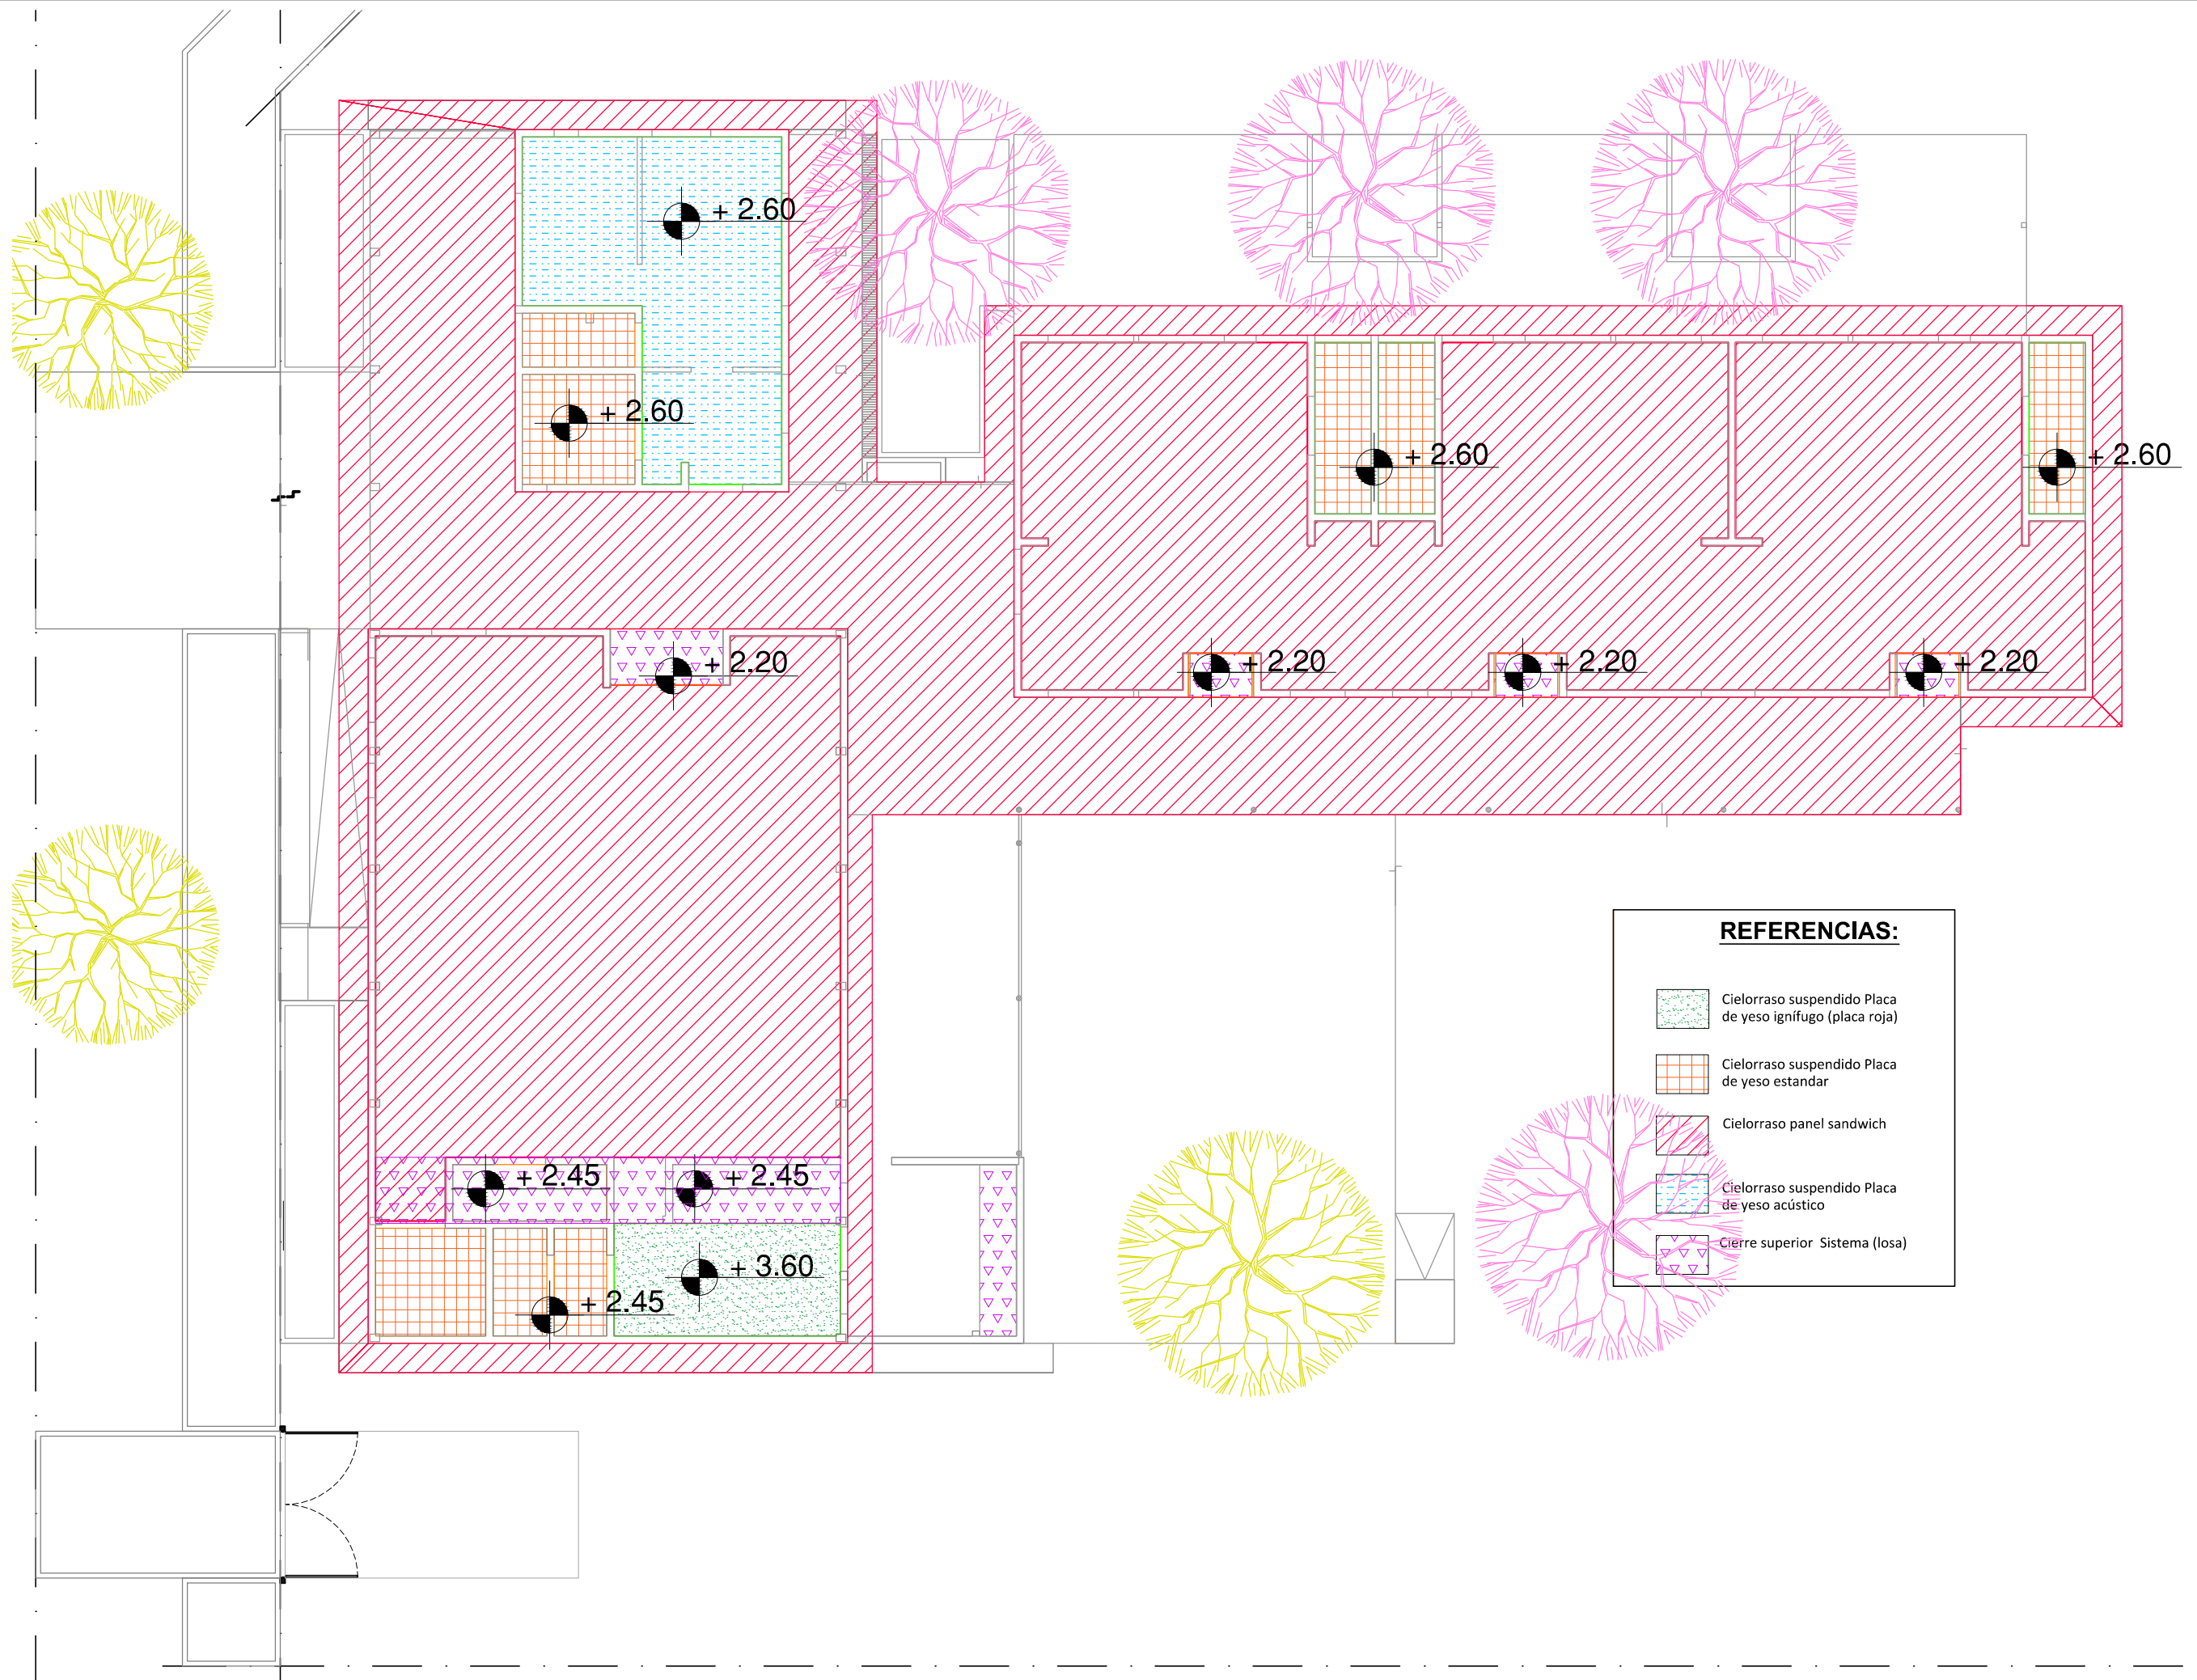 + 2.60
+ 2.60
+ 2.60
+ 2.60
+ 2.20
+ 2.20
+ 2.20
+ 2.20
REFERENCIAS:
Cielorraso suspendido Placa
de yeso ignífugo (placa roja)
Cielorraso suspendido Placa
de yeso estandar
Cielorraso panel sandwich
Cielorraso suspendido Placa
de yeso acústico
Cierre superior Sistema (losa)
+ 2.45
+ 2.45
+ 3.60
+ 2.45